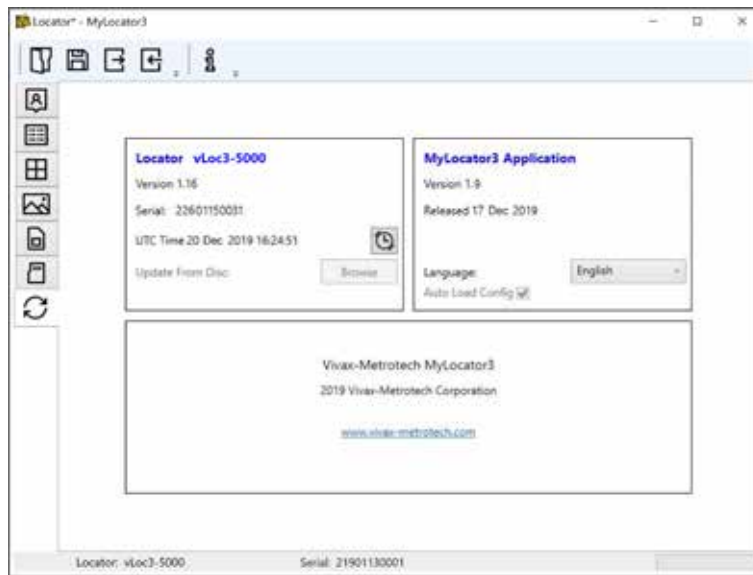 Locator* - MyLocator3
Locator vLoc3-5000
Version 1.16
Serial: 22601150031
UTC Time 20 Dec 2019 16:24:51
Update From Disc:
Browse
MyLocator3 Application
Version 1.9
Released 17 Dec 2019
Language:
English
Auto Load Config
Vivax-Metrotech MyLocator3
2019 Vivax-Metrotech Corporation
www.vivax-metrotech.com
Locator: vLoc3-5000
Serial: 21901130001